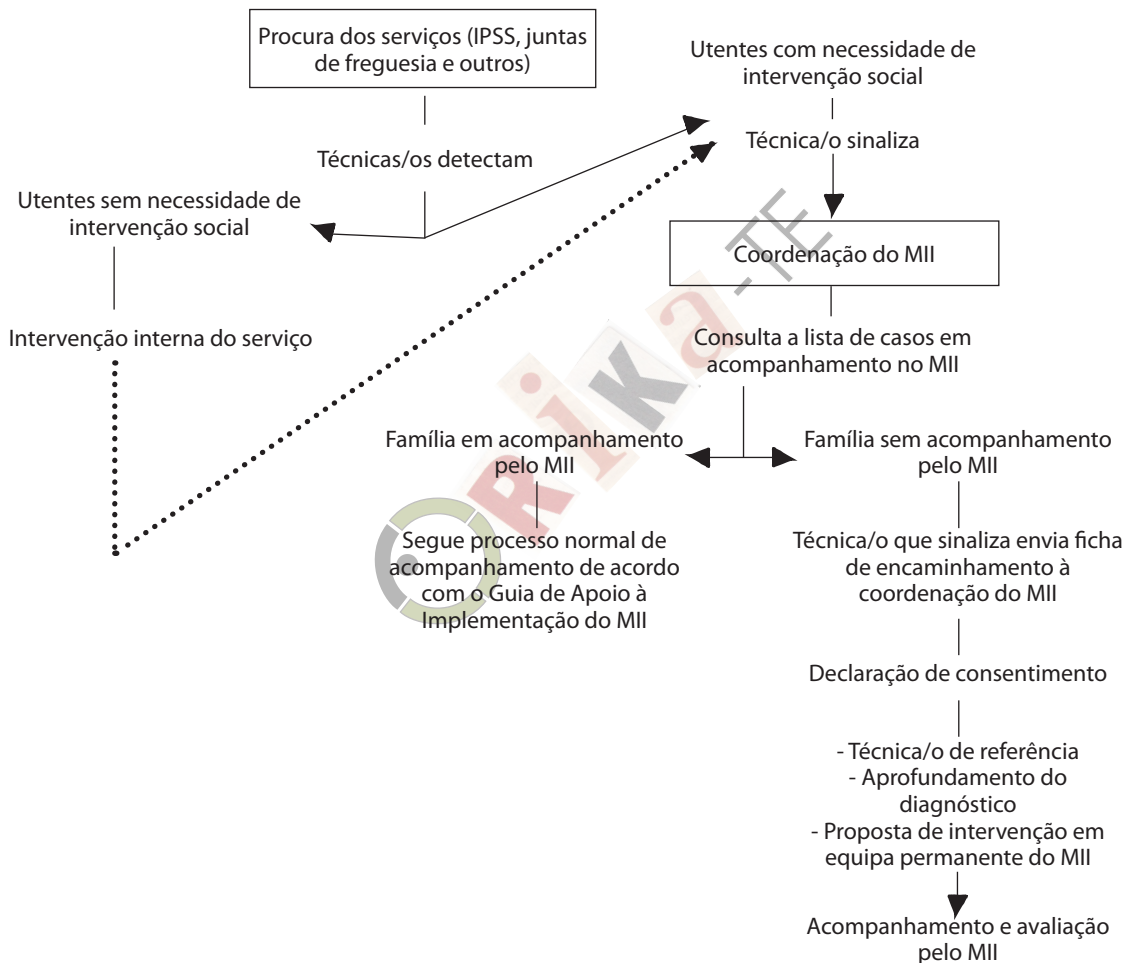 Procura dos serviços (IPSS, juntas
de freguesia e outros)
Técnicas/os detectam
Utentes sem necessidade de
intervenção social
Intervenção interna do serviço
Utentes com necessidade de
intervenção social
Técnica/o sinaliza
Coordenação do MII
Consulta a lista de casos em
acompanhamento no MII
Família em acompanhamento
pelo MII
Segue processo normal de
acompanhamento de acordo
com o Guia de Apoio à
Implementação do MII
Família sem acompanhamento
pelo MII
Técnica/o que sinaliza envia ficha
de encaminhamento à
coordenação do MII
Declaração de consentimento
- Técnica/o de referência
- Aprofundamento do
diagnóstico
- Proposta de intervenção em
equipa permanente do MII
Acompanhamento e avaliação
pelo MII
Rika-TE